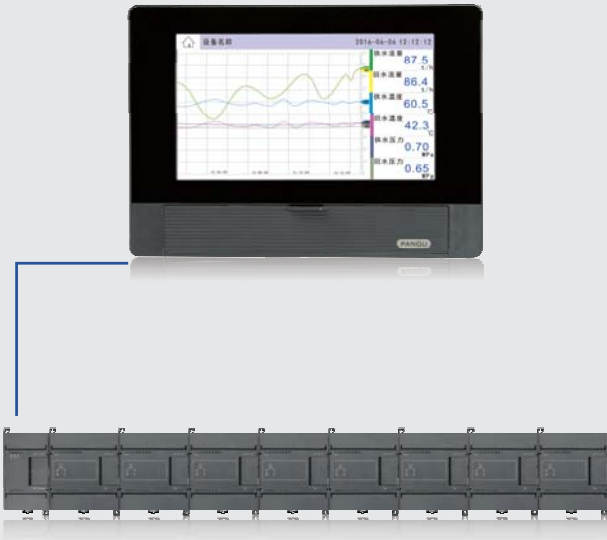 设备名称 2016-06-06 12:12:12
供水流量
87.5
t/h
回水流量
86.4
t/h
供水温度
60.5
℃
回水温度
42.3
℃
供水压力
0.70
MPa
回水压力
0.65
MPa
PANGU